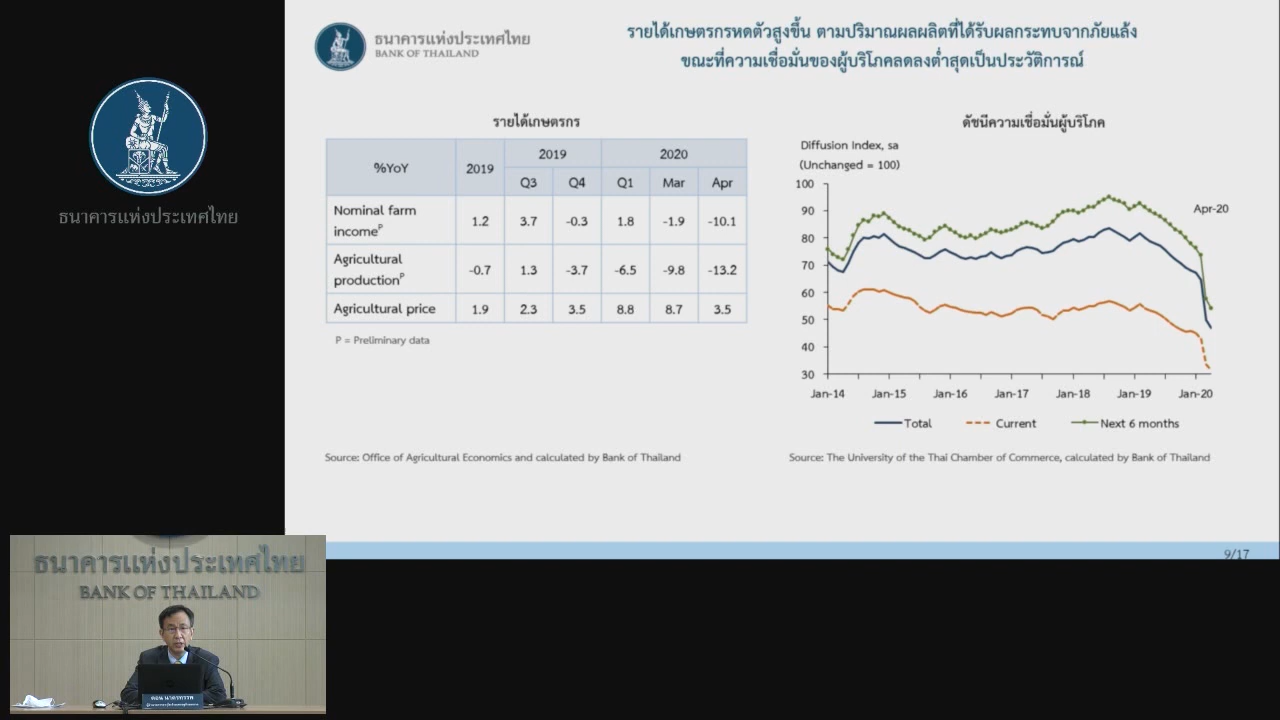 ธนาคารแห่งประเทศไทย
ธนาคารแห่งประเทศไทย
BANK OF THAILAND
รายได้เกษตรกรหดตัวสูงขึ้น ตามปริมาณผลผลิตที่ได้รับผลกระทบจากภัยแล้ง
ขณะที่ความเชื่อมั่นของผู้บริโภคลดลงต่ำสุดเป็นประวัติการณ์
รายได้เกษตรกร
%YoY 2019 2019 2020
Q3 Q4 Q1 Mar Apr
Nominal farm
incomeᴾ 1.2 3.7 -0.3 1.8 -1.9 -10.1
Agricultural
productionᴾ -0.7 1.3 -3.7 -6.5 -9.8 -13.2
Agricultural price 1.9 2.3 3.5 8.8 8.7 3.5
P = Preliminary data
Source: Office of Agricultural Economics and calculated by Bank of Thailand
ดัชนีความเชื่อมั่นผู้บริโภค
Diffusion Index, sa
(Unchanged = 100)
100
90
80
70
60
50
40
30
Apr-20
Jan-14 Jan-15 Jan-16 Jan-17 Jan-18 Jan-19 Jan-20
Total Current Next 6 months
Source: The University of the Thai Chamber of Commerce, calculated by Bank of Thailand
9/17
ธนาคารแห่งประเทศไทย
BANK OF THAILAND
ดอน นาครทรรพ